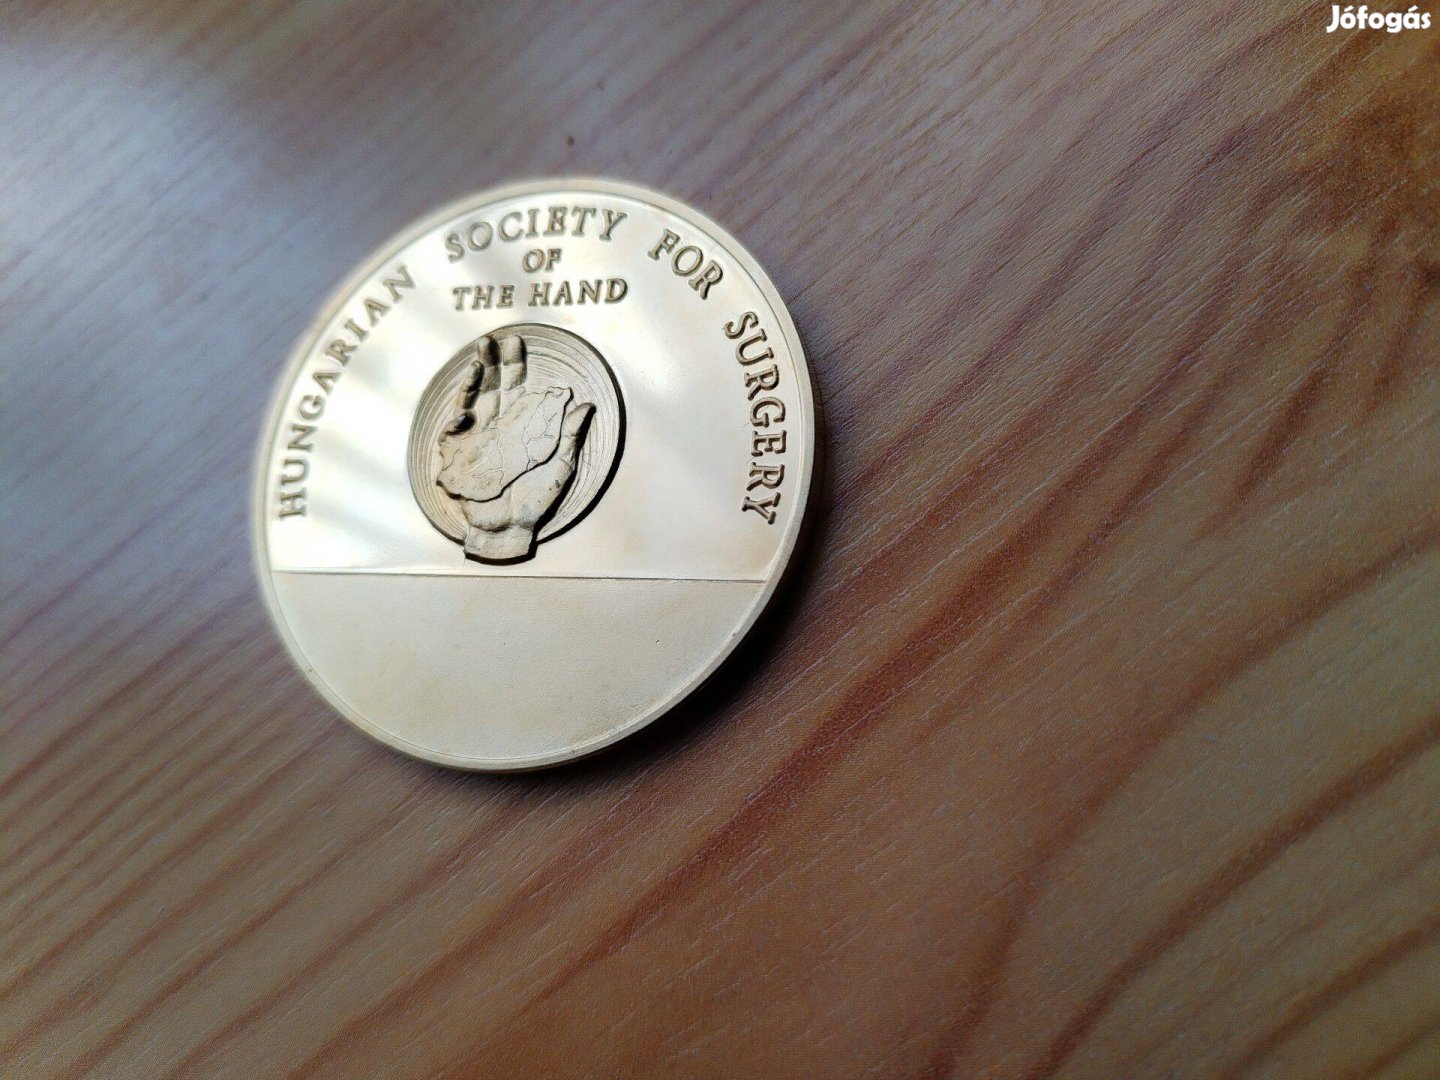 Jófogás
HUNGARIAN SOCIETY FOR SURGERY
OF
THE HAND